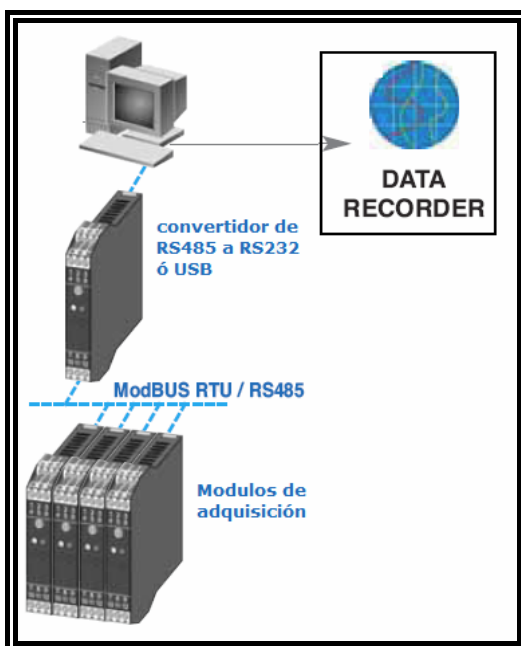 DATA
RECORDER
convertidor de
RS485 a RS232
ó USB
ModBUS RTU / RS485
Modulos de
adquisición